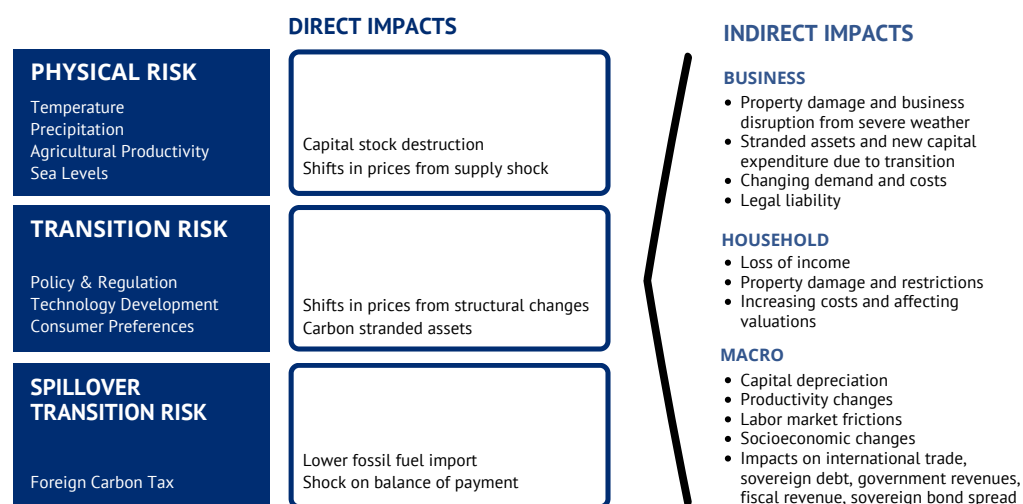 DIRECT IMPACTS
PHYSICAL RISK
Temperature
Precipitation
Agricultural Productivity
Sea Levels
Capital stock destruction
Shifts in prices from supply shock
TRANSITION RISK
Policy & Regulation
Technology Development
Consumer Preferences
Shifts in prices from structural changes
Carbon stranded assets
SPILLOVER
TRANSITION RISK
Foreign Carbon Tax
Lower fossil fuel import
Shock on balance of payment
INDIRECT IMPACTS
BUSINESS
• Property damage and business
disruption from severe weather
• Stranded assets and new capital
expenditure due to transition
• Changing demand and costs
• Legal liability
HOUSEHOLD
• Loss of income
• Property damage and restrictions
• Increasing costs and affecting
valuations
MACRO
• Capital depreciation
• Productivity changes
• Labor market frictions
• Socioeconomic changes
• Impacts on international trade,
sovereign debt, government revenues,
fiscal revenue, sovereign bond spread